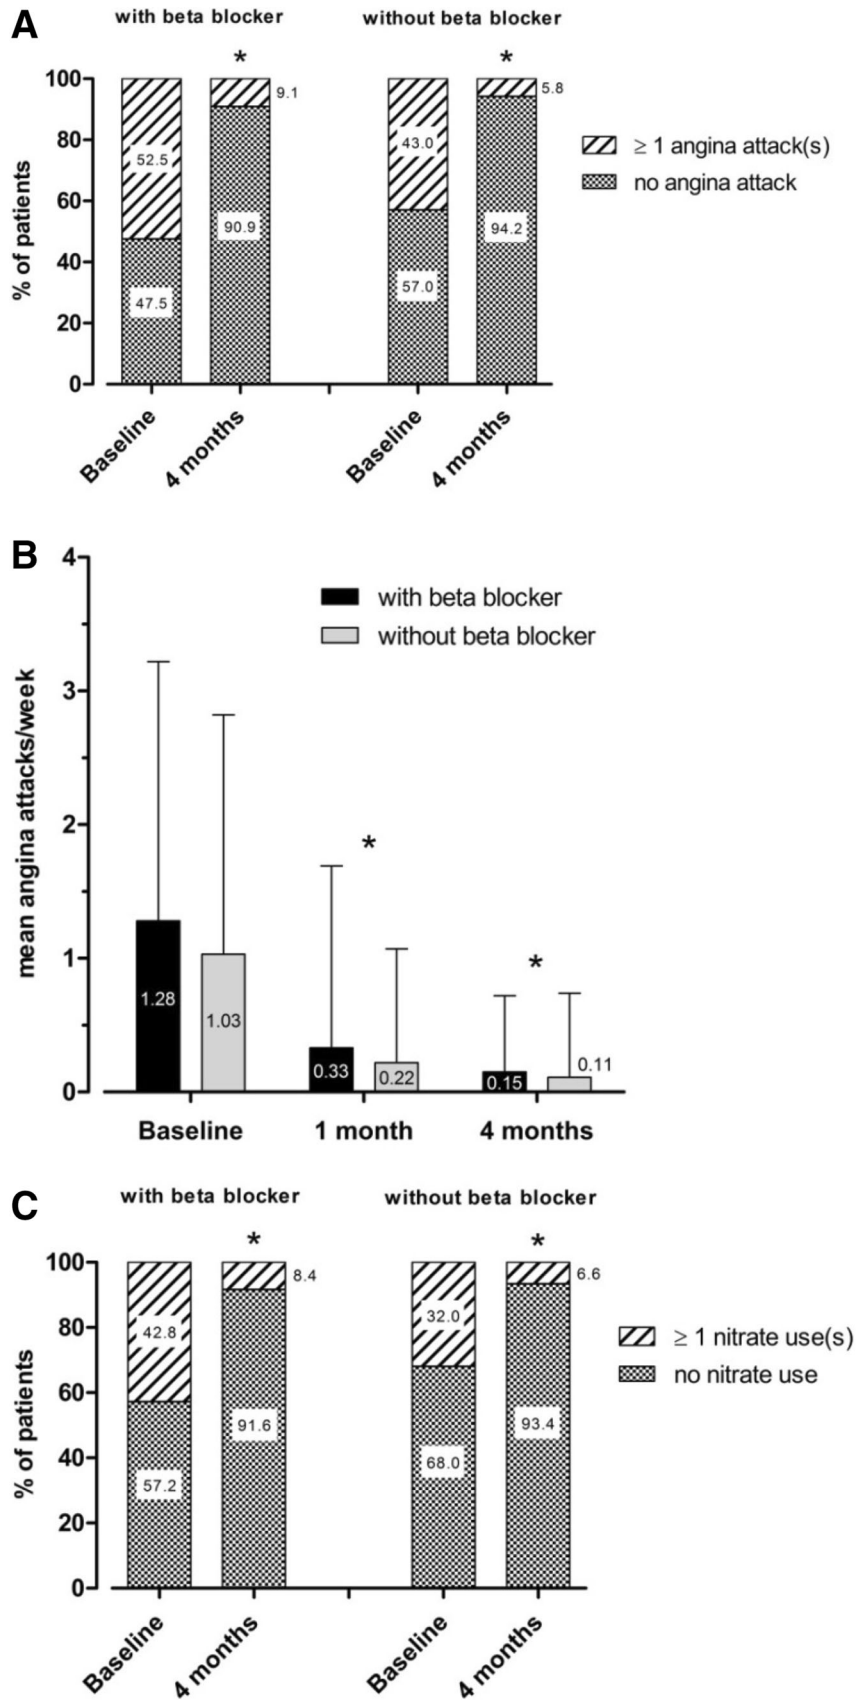 A
with beta blocker
without beta blocker
*
*
100
80
60
40
20
0
% of patients
52.5
47.5
9.1
90.9
43.0
57.0
5.8
94.2
≥ 1 angina attack(s)
no angina attack
Baseline
4 months
Baseline
4 months
B
4
3
2
1
0
mean angina attacks/week
with beta blocker
without beta blocker
*
*
1.28
1.03
0.33
0.22
0.15
0.11
Baseline
1 month
4 months
C
with beta blocker
without beta blocker
*
*
100
80
60
40
20
0
% of patients
42.8
57.2
8.4
91.6
32.0
68.0
6.6
93.4
≥ 1 nitrate use(s)
no nitrate use
Baseline
4 months
Baseline
4 months